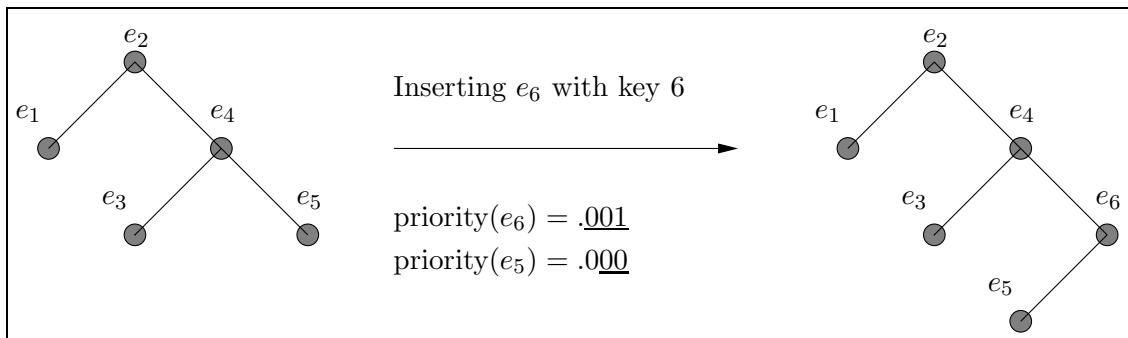 e₂
e₁
e₄
e₃
e₅
Inserting e₆ with key 6
priority(e₆) = .001
priority(e₅) = .000
e₂
e₁
e₄
e₃
e₆
e₅